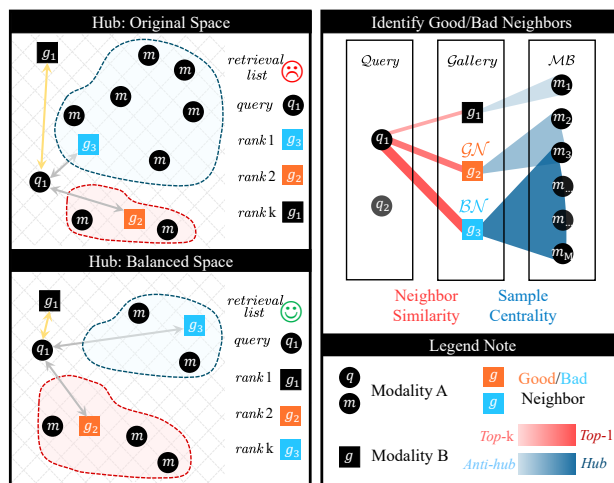 Hub: Original Space
g₁
m
m
m
m
m
m
m
g₃
q₁
m
g₂
m
retrieval
list
query q₁
rank 1 g₃
rank 2 g₂
rank k g₁
Hub: Balanced Space
g₁
m
g₃
q₁
m
g₂
m
m
m
retrieval
list
query q₁
rank 1 g₁
rank 2 g₂
rank k g₃
Identify Good/Bad Neighbors
Query Gallery MB
m₁
g₁
m₂
q₁
GN
m₃
g₂
m...
q₂
BN
g₃
m...
m_M
Neighbor
Similarity
Sample
Centrality
Legend Note
q
m
Modality A
g
Modality B
g
g
Good/Bad
Neighbor
Top-k Top-1
Anti-hub Hub